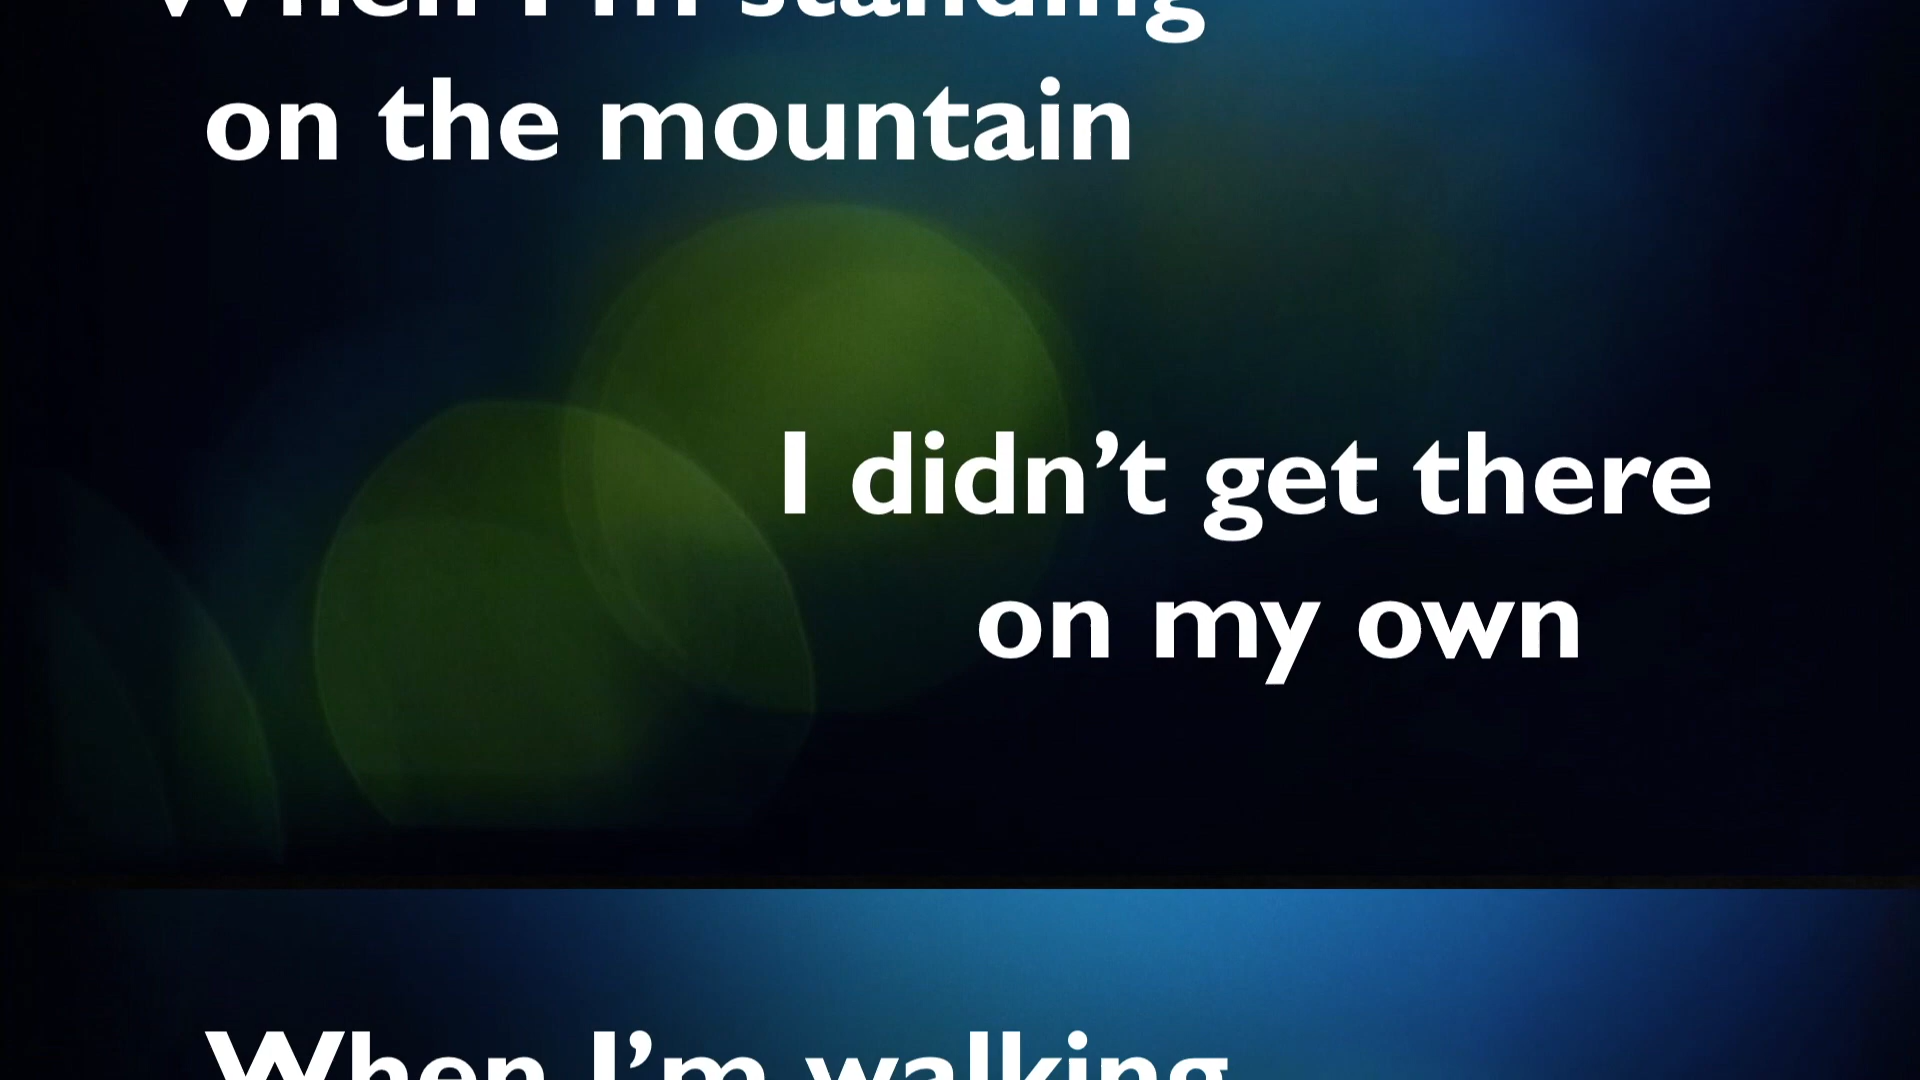 When I'm standing
on the mountain
I didn’t get there
on my own
When I’m walking